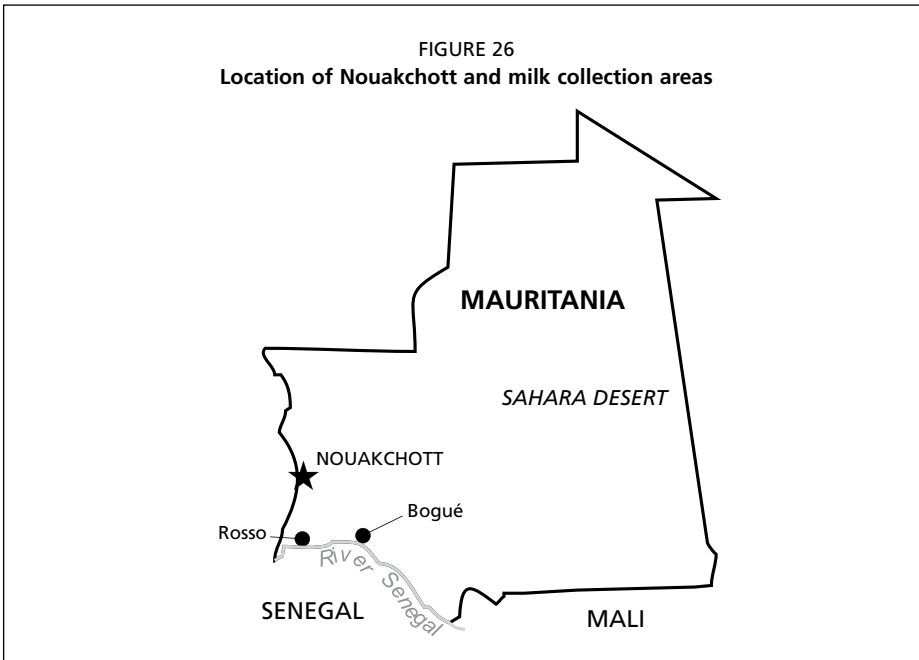 FIGURE 26
Location of Nouakchott and milk collection areas
MAURITANIA
SAHARA DESERT
NOUAKCHOTT
Bogué
Rosso
River Senegal
SENEGAL
MALI